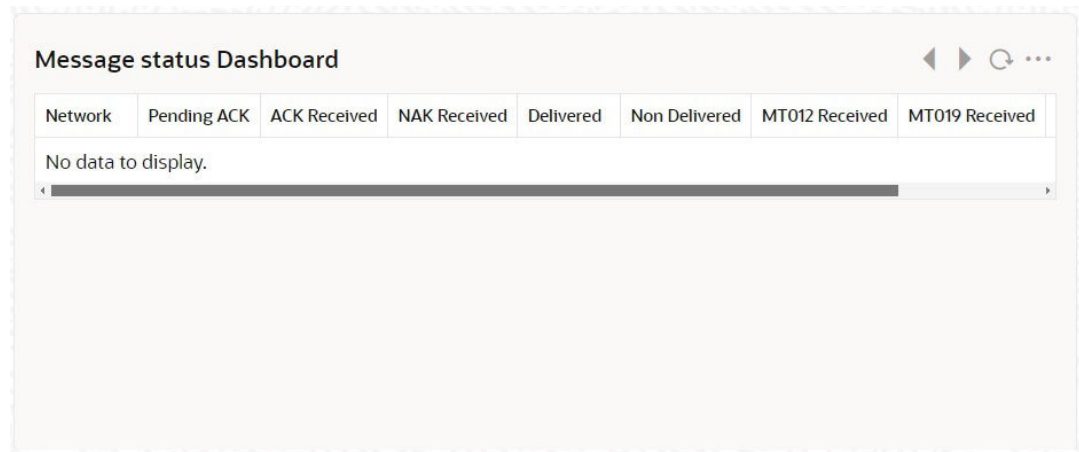 Message status Dashboard
Network Pending ACK ACK Received NAK Received Delivered Non Delivered MT012 Received MT019 Received
No data to display.